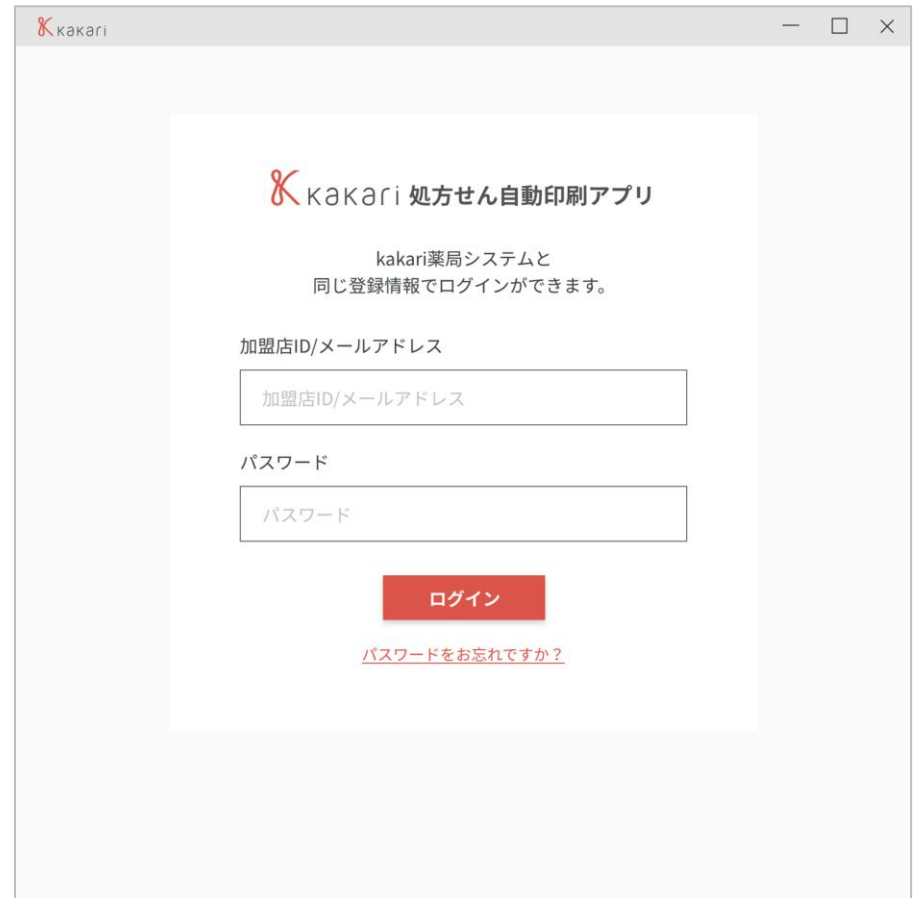 kakari
kakari 処方せん自動印刷アプリ
kakari薬局システムと
同じ登録情報でログインができます。
加盟店ID/メールアドレス
加盟店ID/メールアドレス
パスワード
パスワード
ログイン
パスワードをお忘れですか？